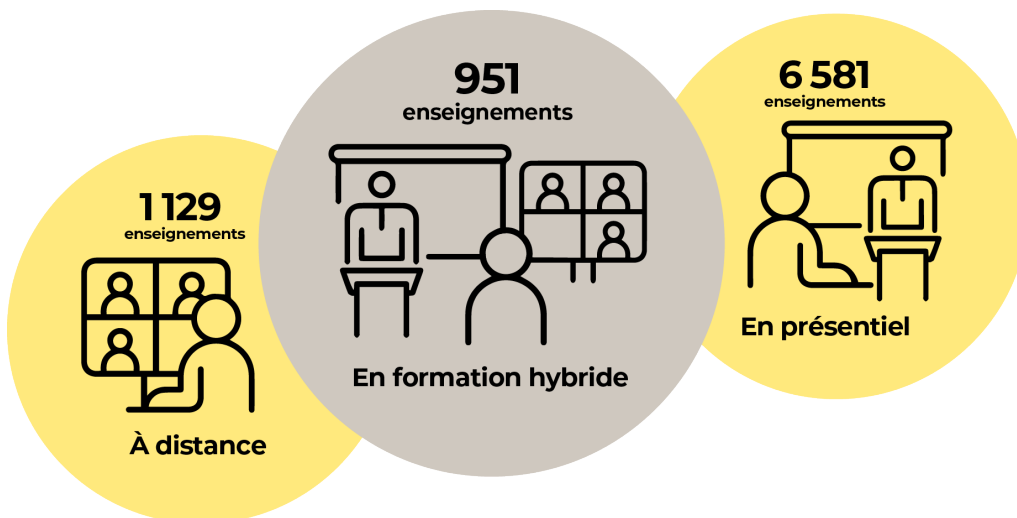 1 129
enseignements
À distance
951
enseignements
En formation hybride
6 581
enseignements
En présentiel